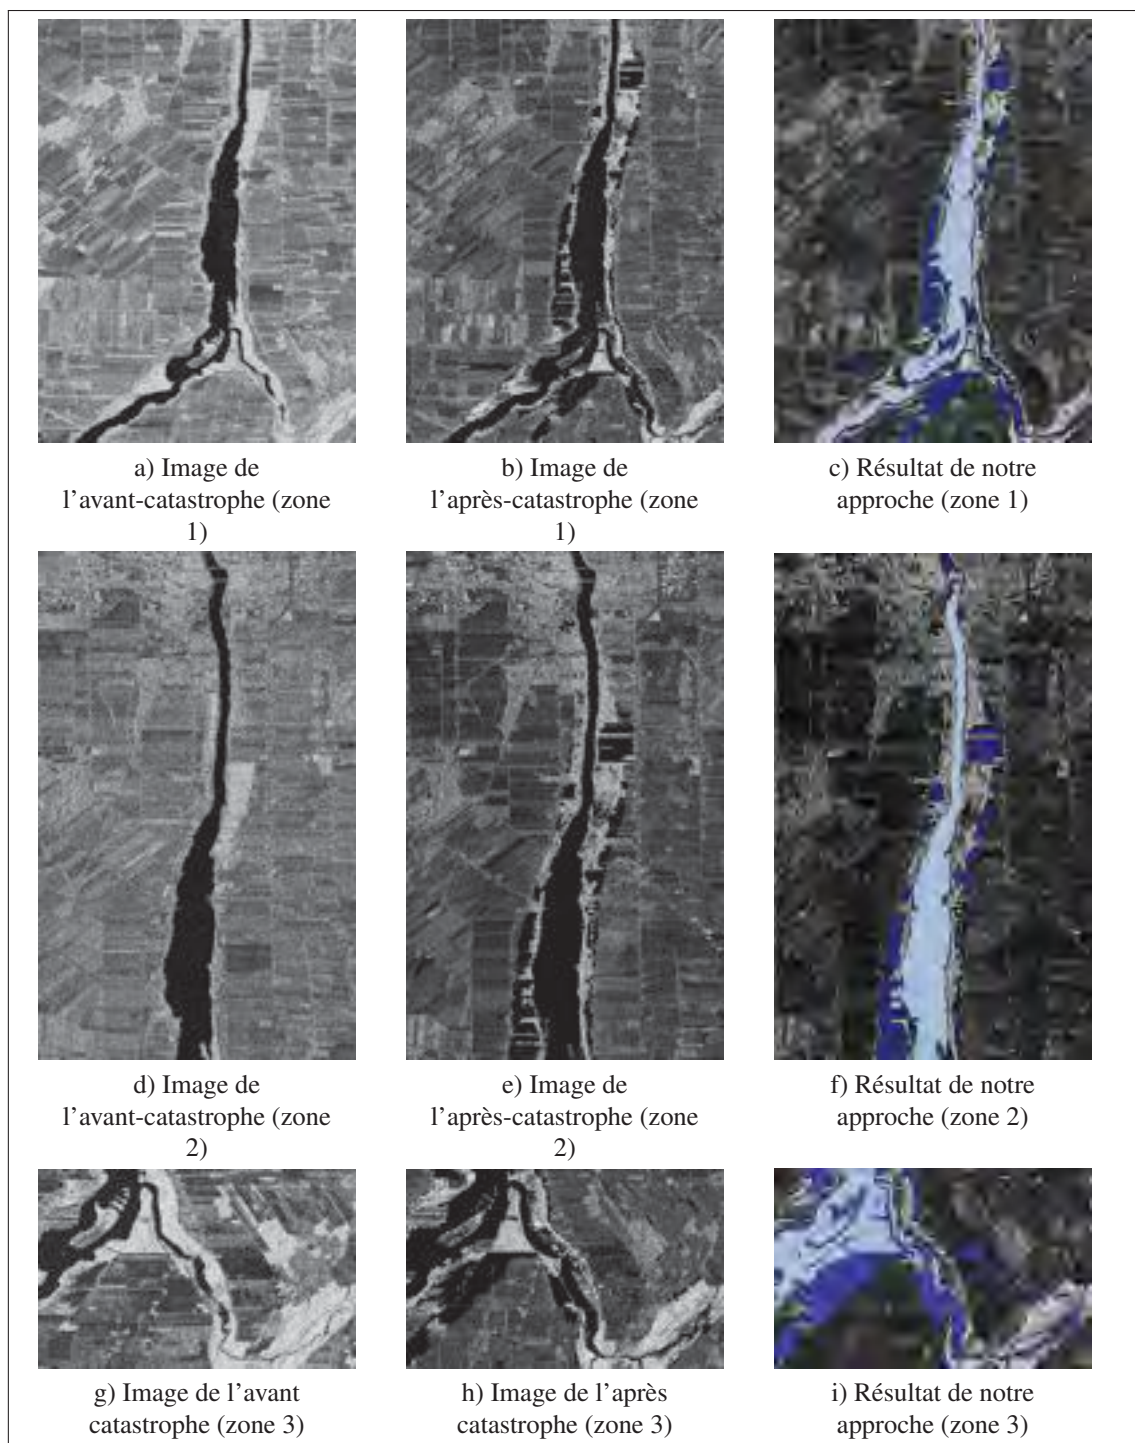 a) Image de
l'avant-catastrophe (zone
1)
b) Image de
l'après-catastrophe (zone
1)
c) Résultat de notre
approche (zone 1)
d) Image de
l'avant-catastrophe (zone
2)
e) Image de
l'après-catastrophe (zone
2)
f) Résultat de notre
approche (zone 2)
g) Image de l'avant
catastrophe (zone 3)
h) Image de l'après
catastrophe (zone 3)
i) Résultat de notre
approche (zone 3)